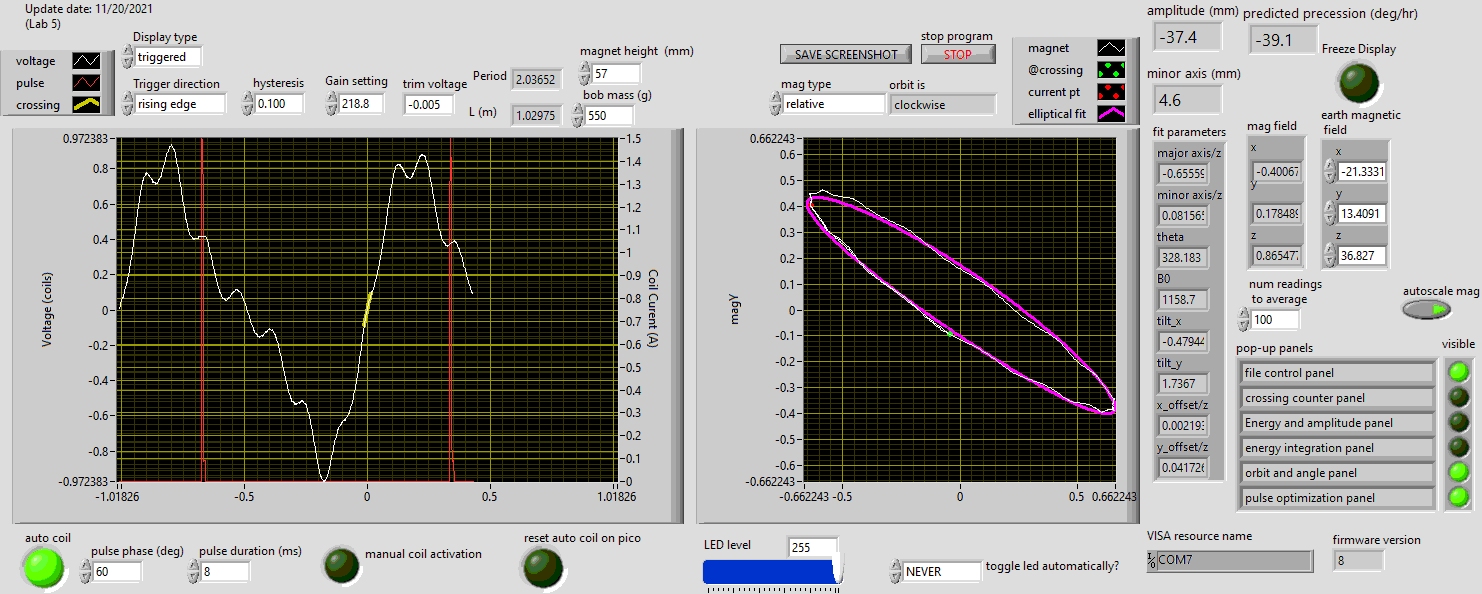 Update date: 11/20/2021
(Lab 5)
voltage
pulse
crossing
Display type
triggered
Trigger direction
rising edge
hysteresis
0.100
Gain setting
218.8
trim voltage
-0.005
Period
2.03652
L (m)
1.02975
magnet height (mm)
57
bob mass (g)
550
SAVE SCREENSHOT
stop program
STOP
mag type
relative
orbit is
clockwise
magnet
@crossing
current pt
elliptical fit
amplitude (mm)
-37.4
predicted precession (deg/hr)
-39.1
minor axis (mm)
4.6
Freeze Display
Voltage (coils)
0.972383
0.8
0.6
0.4
0.2
0
-0.2
-0.4
-0.6
-0.8
-0.972383
-1.01826
-0.5
0
0.5
1.01826
1.5
1.4
1.3
1.2
1.1
1
0.9
0.8
0.7
0.6
0.5
0.4
0.3
0.2
0.1
0
Coil Curent (A)
magy
0.662243
0.6
0.5
0.4
0.3
0.2
0.1
0
-0.1
-0.2
-0.3
-0.4
-0.5
-0.6
-0.662243
-0.662243
-0.5
0
0.5
0.662243
fit parameters
major axis/z
-0.65559
minor axis/z
0.08156
theta
328.183
B0
1158.7
tilt_x
-0.47944
tilt_y
1.7367
x_offset/z
0.00219
y_offset/z
0.04172
mag field
x
-0.40067
y
0.17848
z
0.86547
earth magnetic
field
x
-21.3331
y
13.4091
z
36.827
num readings
to average
100
autoscale mag
pop-up panels
visible
file control panel
crossing counter panel
Energy and amplitude panel
energy integration panel
orbit and angle panel
pulse optimization panel
auto coil
pulse phase (deg)
60
pulse duration (ms)
8
manual coil activation
reset auto coil on pico
LED level
255
NEVER
toggle led automatically?
VISA resource name
COM7
firmware version
8